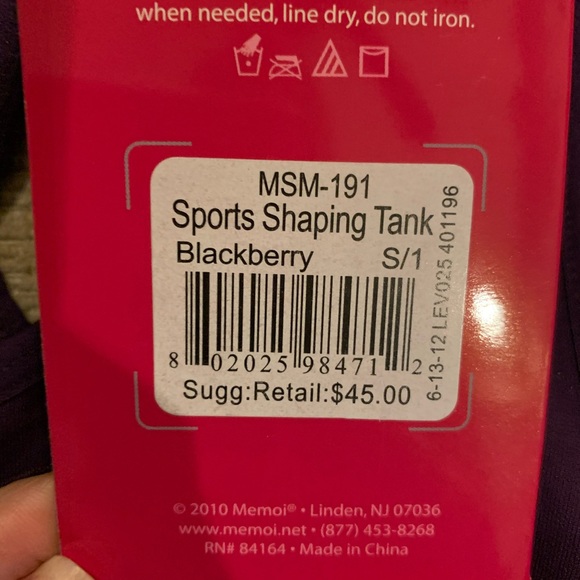 when needed, line dry, do not iron.
MSM-191
Sports Shaping Tank
Blackberry S/1
8 02025 98471 2
Sugg:Retail:$45.00
6-13-12 LEV025 401196
© 2010 Memoi® • Linden, NJ 07036
www.memoi.net • (877) 453-8268
RN# 84164 • Made in China